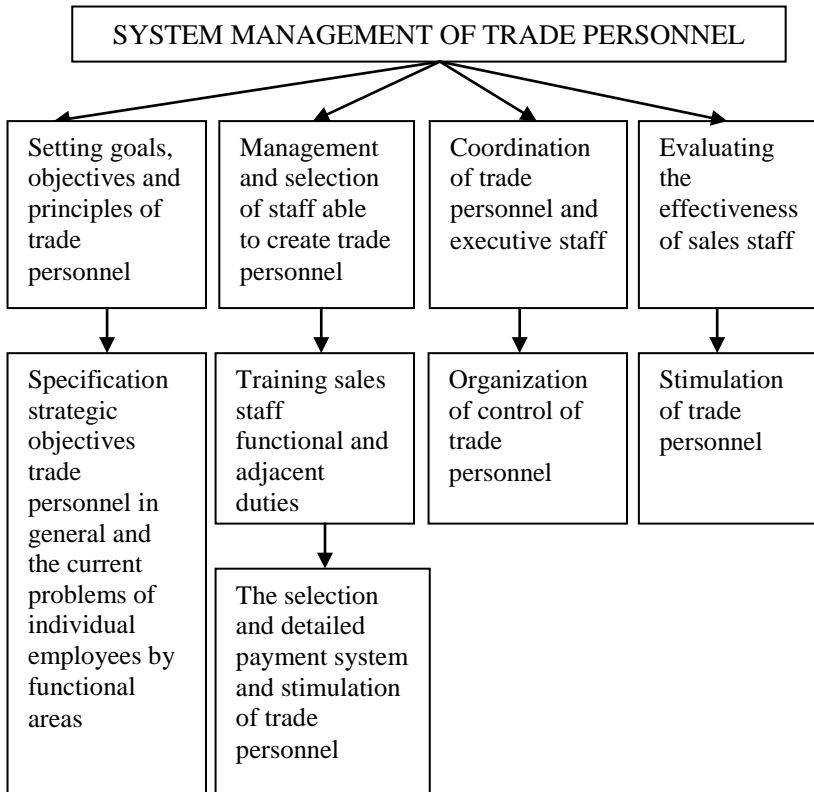 SYSTEM MANAGEMENT OF TRADE PERSONNEL
Setting goals,
objectives and
principles of
trade
personnel
Management
and selection
of staff able
to create trade
personnel
Coordination
of trade
personnel and
executive staff
Evaluating
the
effectiveness
of sales staff
Specification
strategic
objectives
trade
personnel in
general and
the current
problems of
individual
employees by
functional
areas
Training sales
staff
functional and
adjacent
duties
Organization
of control of
trade
personnel
Stimulation
of trade
personnel
The selection
and detailed
payment system
and stimulation
of trade
personnel